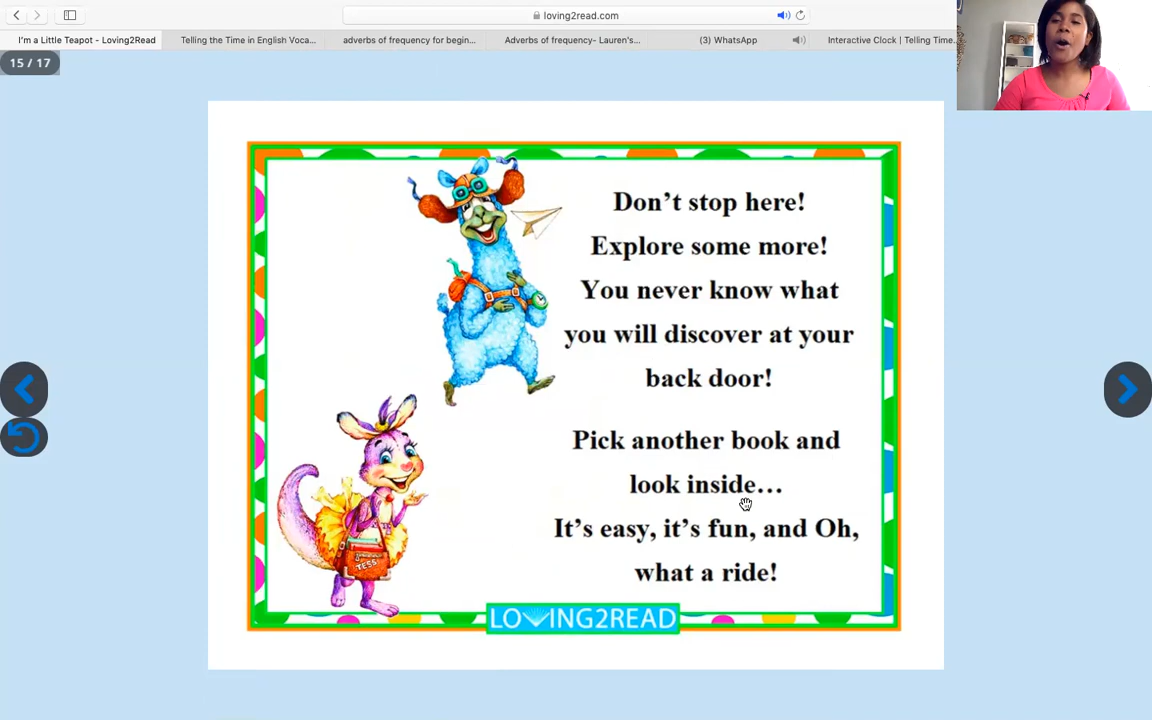 loving2read.com
I'm a Little Teapot - Loving2Read
Telling the Time in English Voca...
adverbs of frequency for begin...
Adverbs of frequency- Lauren's...
(3) WhatsApp
Interactive Clock | Telling Time
15 / 17
Don't stop here!
Explore some more!
You never know what
you will discover at your
back door!
Pick another book and
look inside...
It's easy, it's fun, and Oh,
what a ride!
TESS
LOVING2READ